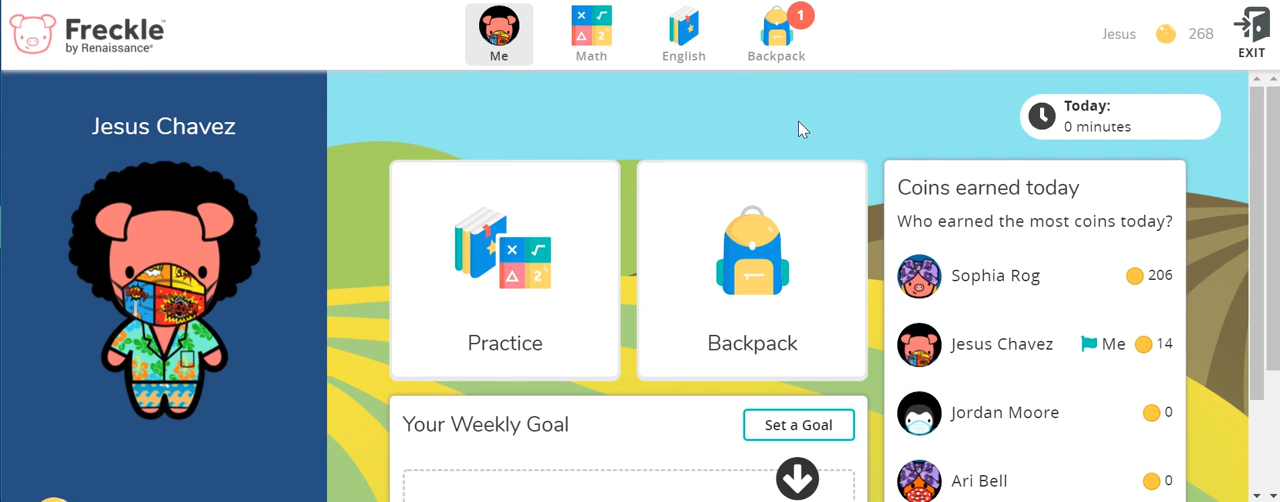 Freckle™
by Renaissance®
Me
Math
English
1
Backpack
Jesus
268
EXIT
Jesus Chavez
Today:
0 minutes
Practice
Backpack
Coins earned today
Who earned the most coins today?
Sophia Rog
206
Jesus Chavez
Me
14
Jordan Moore
0
Ari Bell
0
Your Weekly Goal
Set a Goal